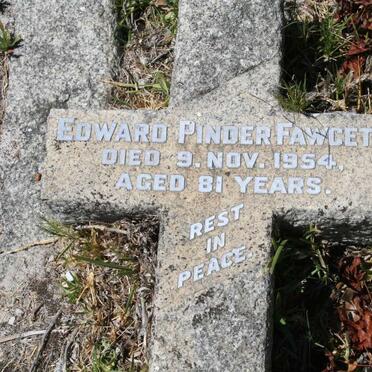 EDWARD PINDER FAWCET
DIED 9. NOV. 1954,
AGED 81 YEARS.
REST
IN
PEACE.